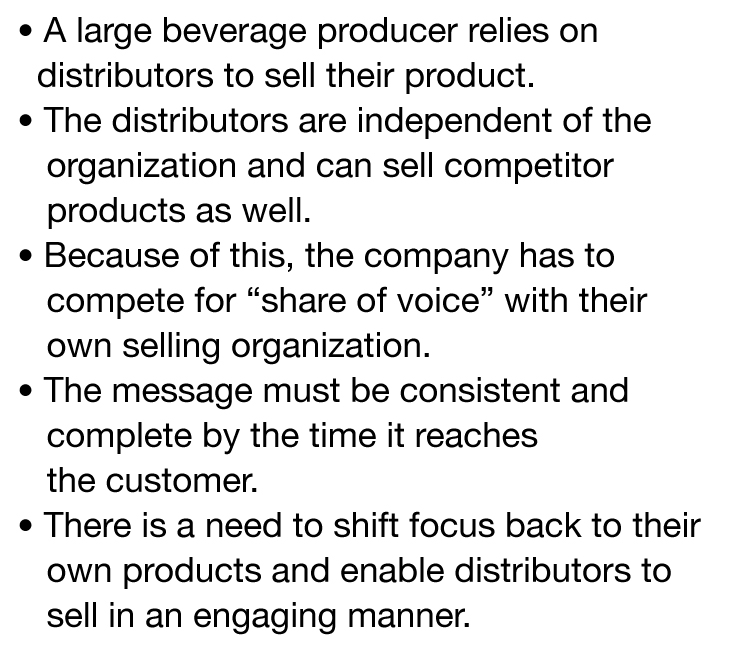 • A large beverage producer relies on
distributors to sell their product.
• The distributors are independent of the
organization and can sell competitor
products as well.
• Because of this, the company has to
compete for “share of voice” with their
own selling organization.
• The message must be consistent and
complete by the time it reaches
the customer.
• There is a need to shift focus back to their
own products and enable distributors to
sell in an engaging manner.